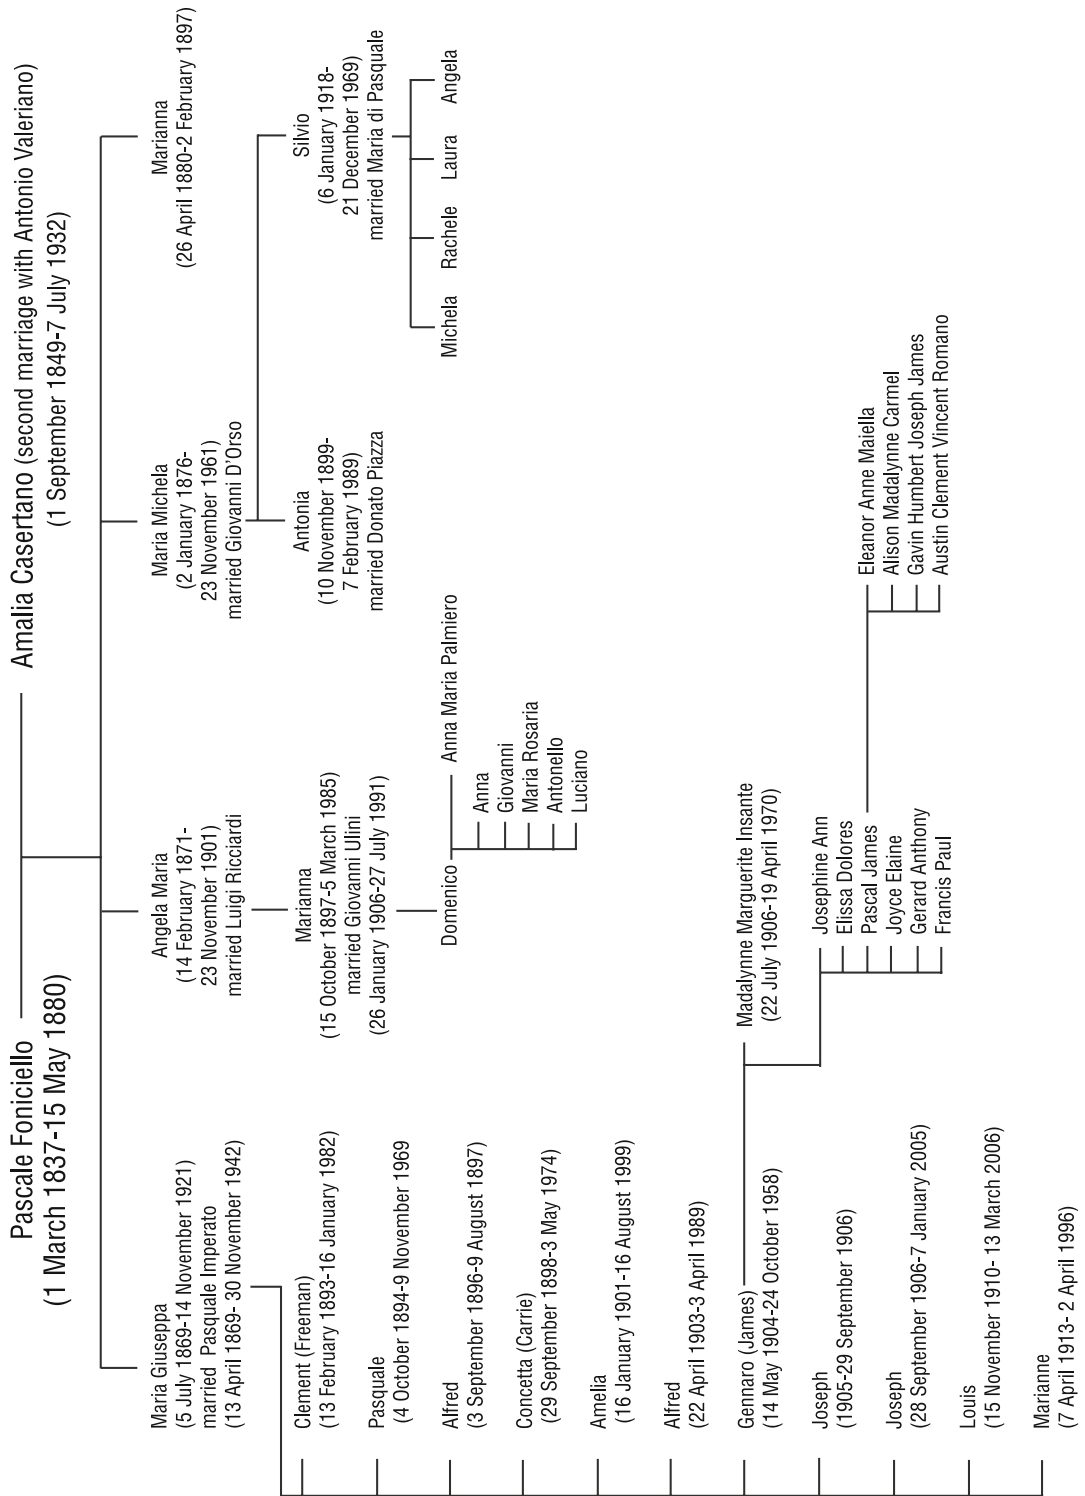 Pascale Foniciello
(1 March 1837-15 May 1880)
Amalia Casertano (second marriage with Antonio Valeriano)
(1 September 1849-7 July 1932)
Maria Giuseppa
(5 July 1869-14 November 1921)
married Pasquale Imperato
(13 April 1869- 30 November 1942)
Angela Maria
(14 February 1871-
23 November 1901)
married Luigi Ricciardi
Maria Michela
(2 January 1876-
23 November 1961)
married Giovanni D'Orso
Marianna
(26 April 1880-2 February 1897)
Clement (Freeman)
(13 February 1893-16 January 1982)
Pasquale
(4 October 1894-9 November 1969
Alfred
(3 September 1896-9 August 1897)
Concetta (Carrie)
(29 September 1898-3 May 1974)
Amelia
(16 January 1901-16 August 1999)
Alfred
(22 April 1903-3 April 1989)
Gennaro (James)
(14 May 1904-24 October 1958)
Joseph
(1905-29 September 1906)
Joseph
(28 September 1906-7 January 2005)
Louis
(15 November 1910- 13 March 2006)
Marianne
(7 April 1913- 2 April 1996)
Marianna
(15 October 1897-5 March 1985)
married Giovanni Ulini
(26 January 1906-27 July 1991)
Domenico
Anna Maria Palmiero
Anna
Giovanni
Maria Rosaria
Antonello
Luciano
Antonia
(10 November 1899-
7 February 1989)
married Donato Piazza
Silvio
(6 January 1918-
21 December 1969)
married Maria di Pasquale
Michela
Rachele
Laura
Angela
Madalynne Marguerite Insante
(22 July 1906-19 April 1970)
Josephine Ann
Elissa Dolores
Pascal James
Joyce Elaine
Gerard Anthony
Francis Paul
Eleanor Anne Maiella
Alison Madalynne Carmel
Gavin Humbert Joseph James
Austin Clement Vincent Romano